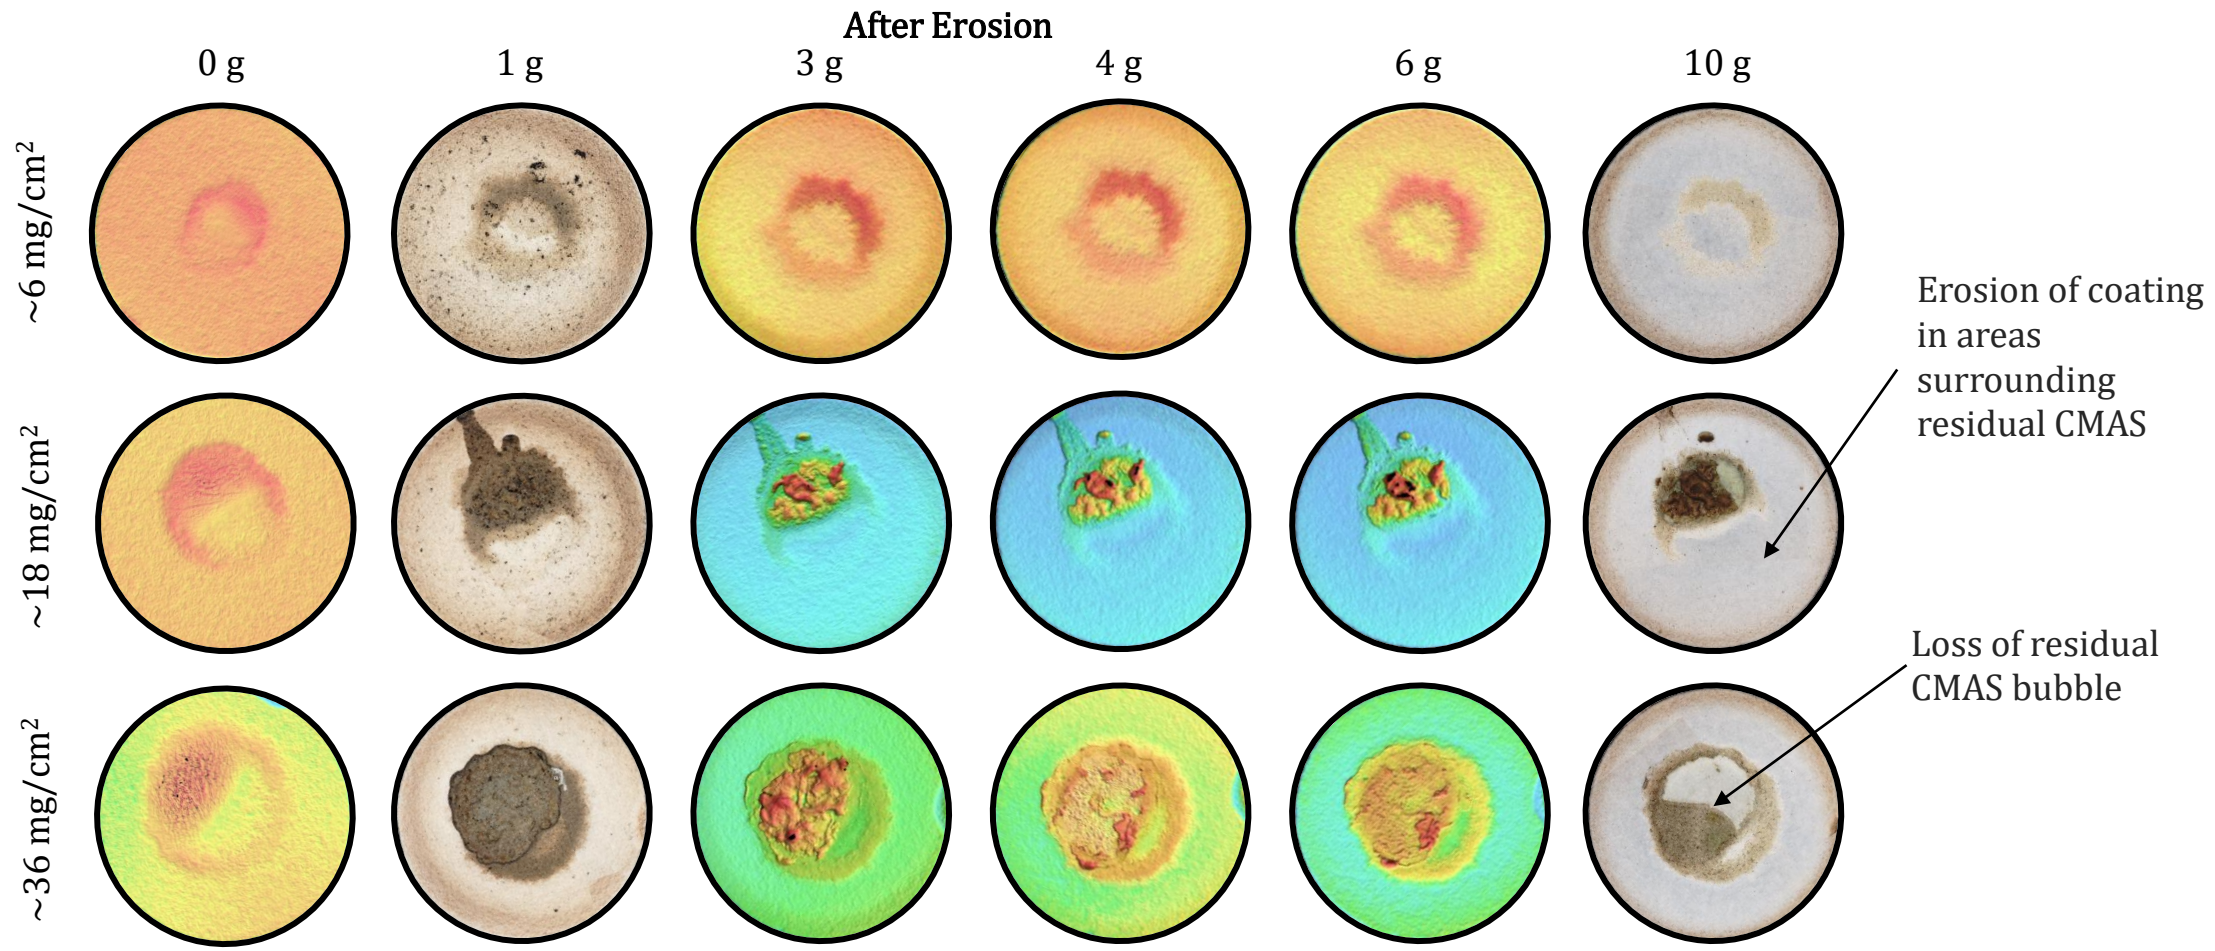 After Erosion
0 g
1 g
3 g
4 g
6 g
10 g
~6 mg/cm²
~18 mg/cm²
~36 mg/cm²
Erosion of coating
in areas
surrounding
residual CMAS
Loss of residual
CMAS bubble